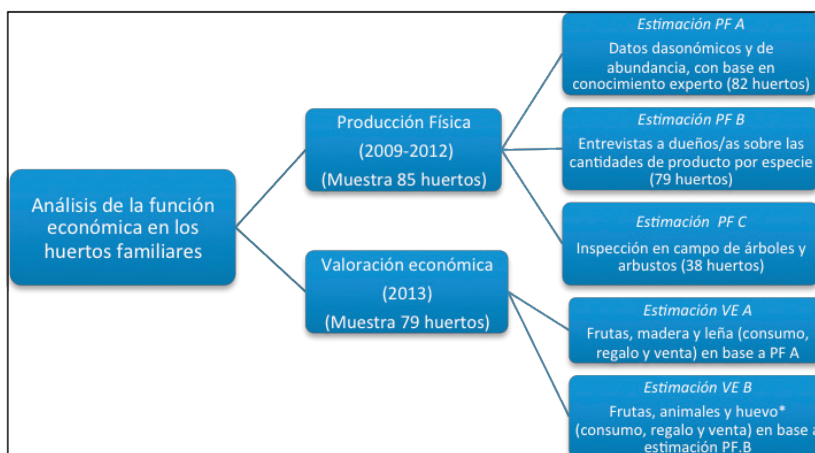 Análisis de la función
económica en los
huertos familiares
Producción Física
(2009-2012)
(Muestra 85 huertos)
Valoración económica
(2013)
(Muestra 79 huertos)
Estimación PF A
Datos dasonómicos y de
abundancia, con base en
conocimiento experto (82 huertos)
Estimación PF B
Entrevistas a dueños/as sobre las
cantidades de producto por especie
(79 huertos)
Estimación PF C
Inspección en campo de árboles y
arbustos (38 huertos)
Estimación VE A
Frutas, madera y leña (consumo,
regalo y venta) en base a PF A
Estimación VE B
Frutas, animales y huevo*
(consumo, regalo y venta) en base a
estimación PF.B